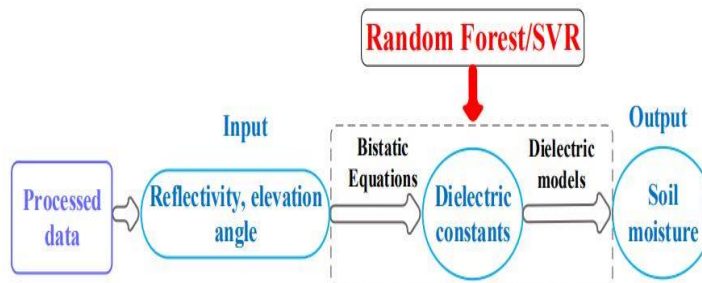 Random Forest/SVR
Input
Output
Bistatic
Equations
Dielectric
models
Processed
data
Reflectivity, elevation
angle
Dielectric
constants
Soil
moisture